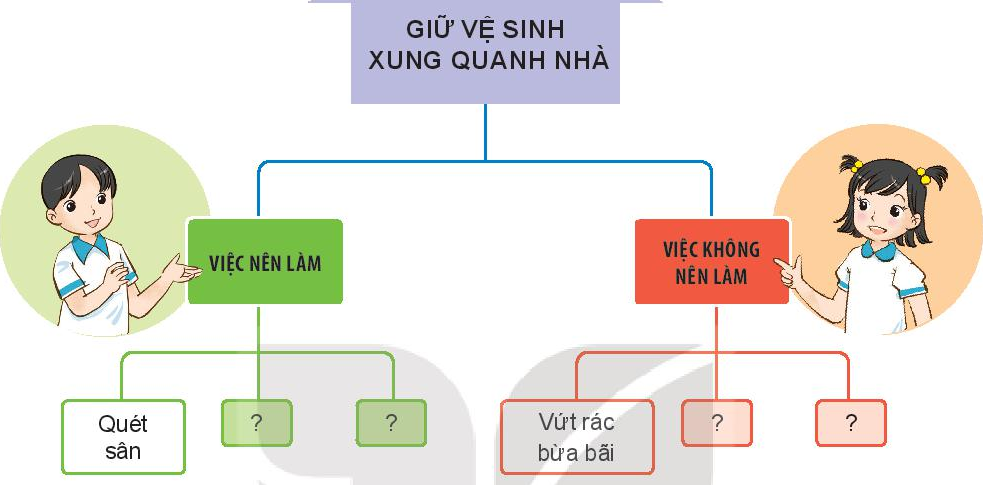 GIỮ VỆ SINH
XUNG QUANH NHÀ
VIỆC NÊN LÀM
VIỆC KHÔNG
NÊN LÀM
Quét
sân
?
?
Vứt rác
bừa bãi
?
?